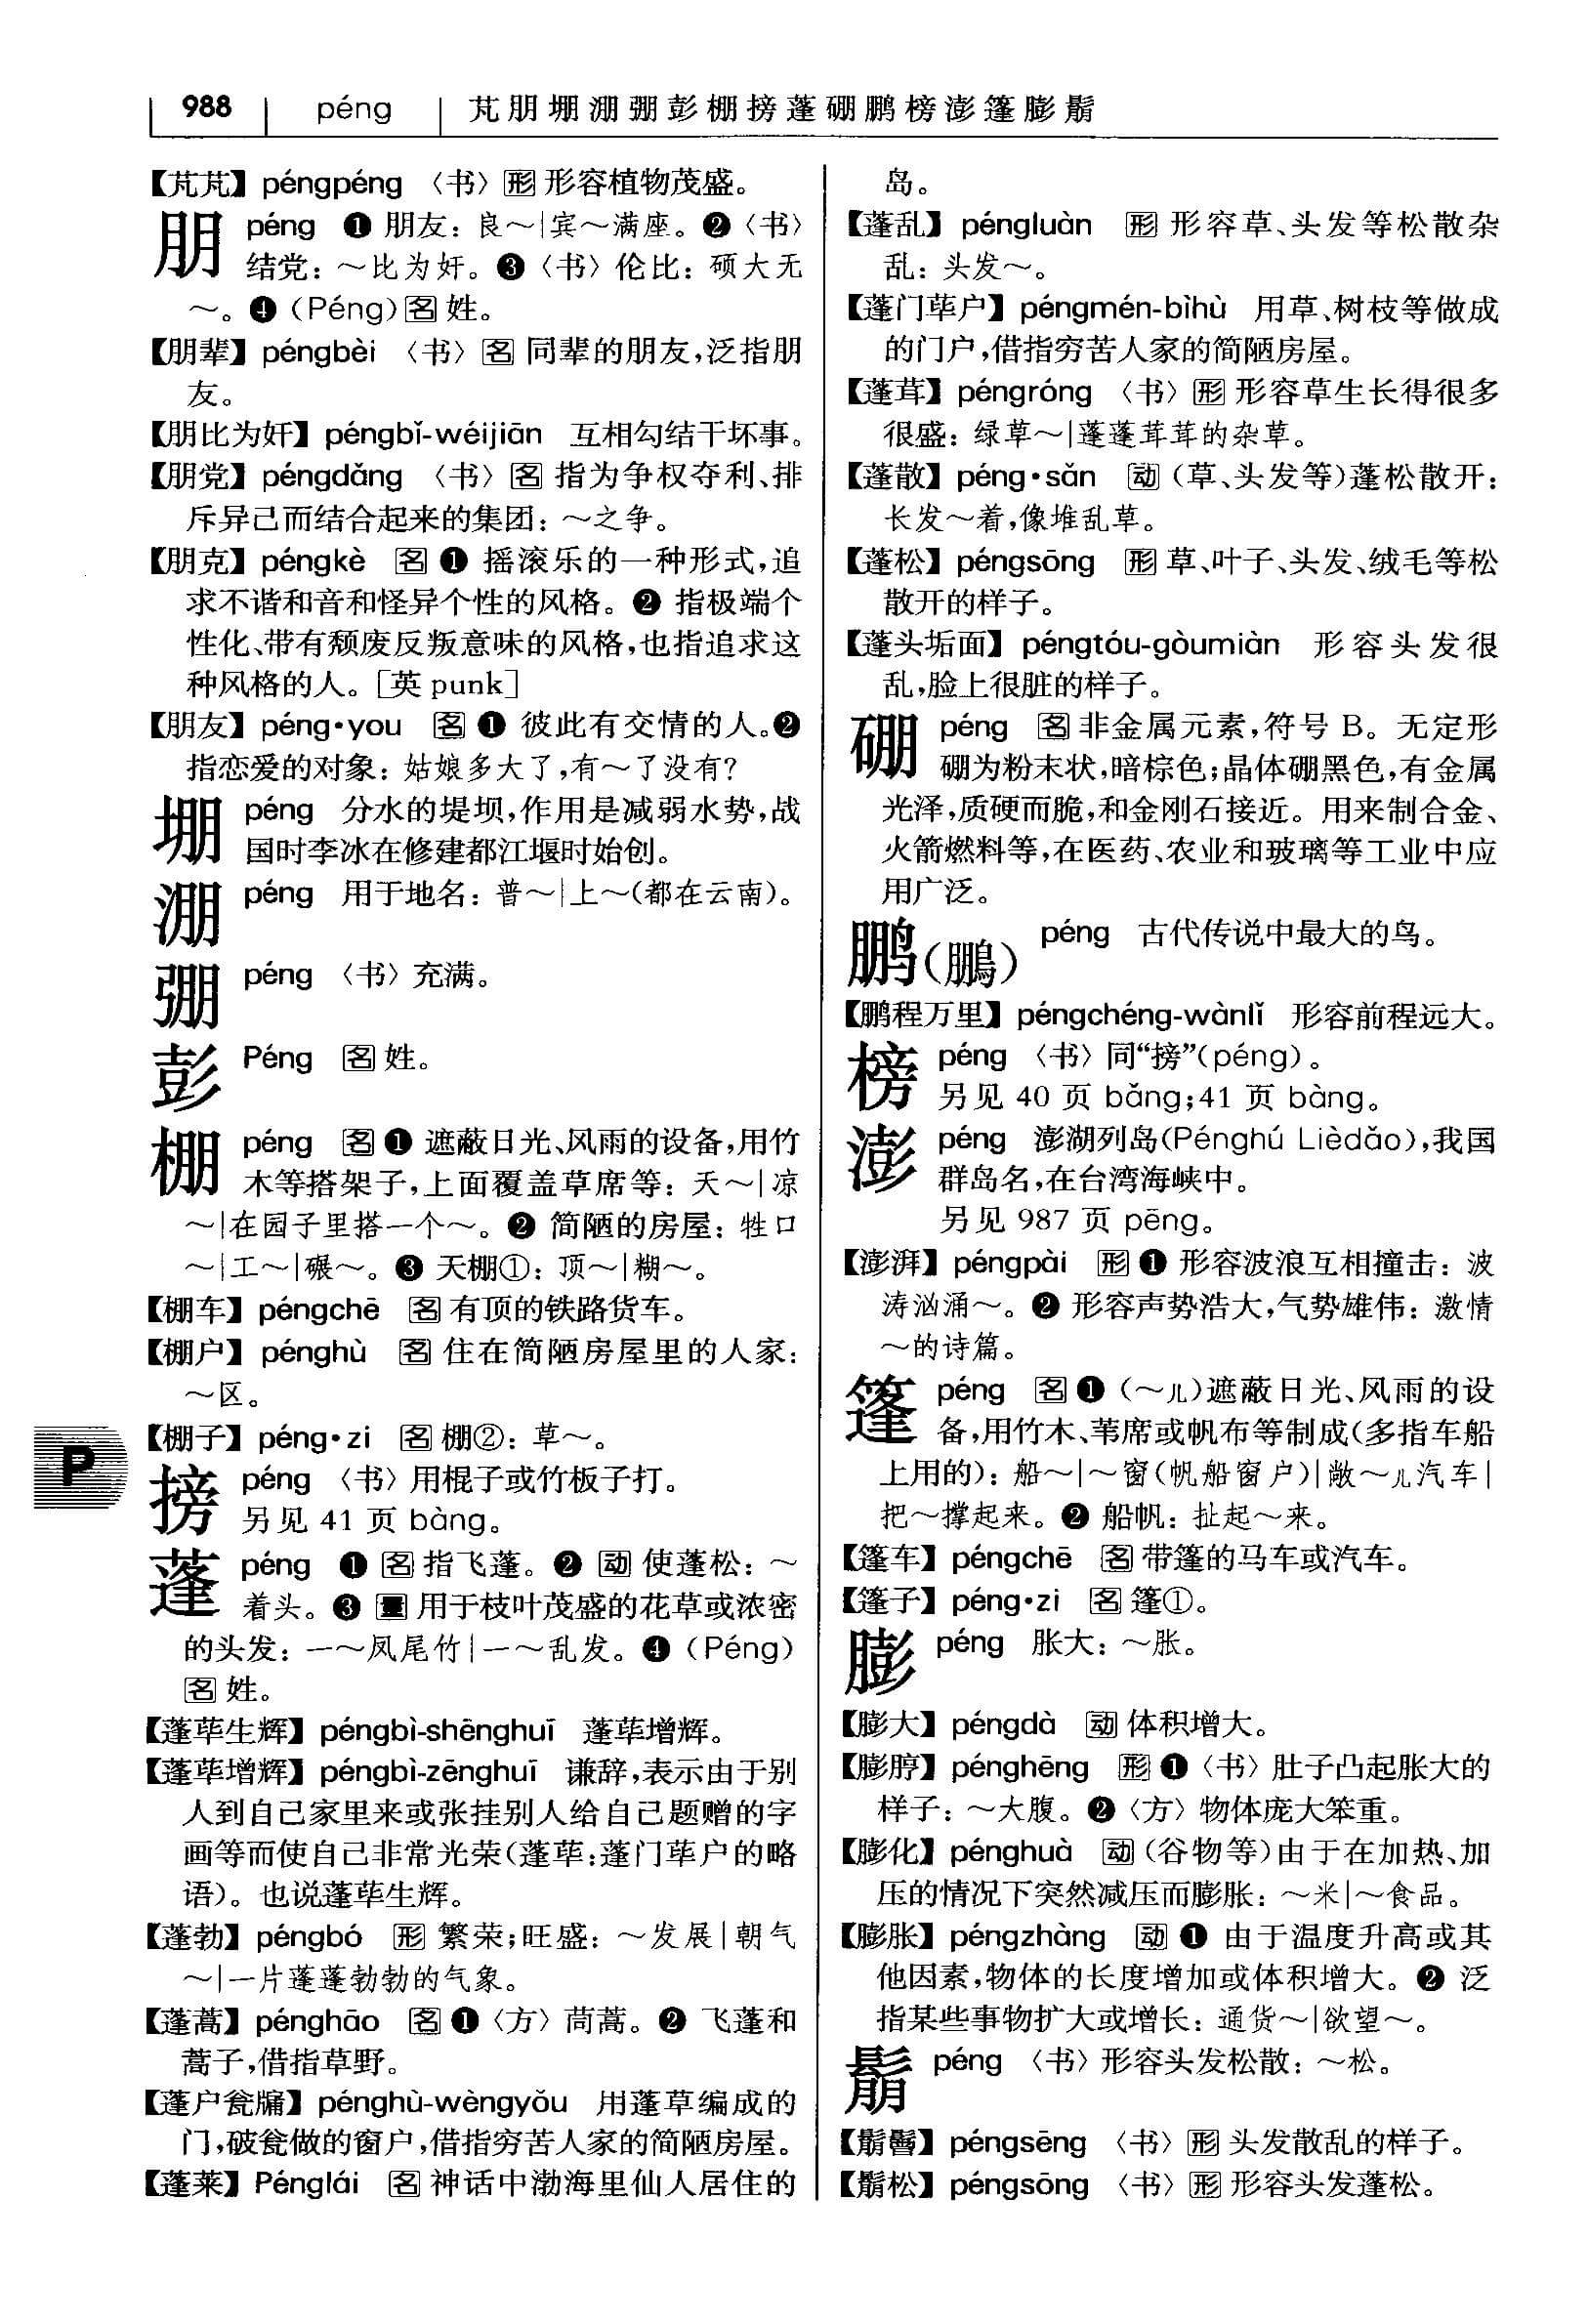 988 péng 芃朋堋淜弸彭棚搒蓬硼鹏榜澎篷膨鬅
【芃芃】péngpéng 〈书〉形 形容植物茂盛。
朋 péng ❶ 朋友：良～|宾～满座。❷〈书〉
结党：～比为奸。❸〈书〉伦比：硕大无
～。❹（Péng）名 姓。
【朋辈】péngbèi 〈书〉名 同辈的朋友，泛指朋
友。
【朋比为奸】péngbǐ-wéijiān 互相勾结干坏事。
【朋党】péngdǎng 〈书〉名 指为争权夺利、排
斥异己而结合起来的集团：～之争。
【朋克】péngkè 名 ❶ 摇滚乐的一种形式，追
求不谐和音和怪异个性的风格。❷ 指极端个
性化、带有颓废反叛意味的风格，也指追求这
种风格的人。[英 punk]
【朋友】péng•you 名 ❶ 彼此有交情的人。❷
指恋爱的对象：姑娘多大了，有～了没有？
堋 péng 分水的堤坝，作用是减弱水势，战
国时李冰在修建都江堰时始创。
淜 péng 用于地名：普～|上～（都在云南）。
弸 péng 〈书〉充满。
彭 Péng 名 姓。
棚 péng 名 ❶ 遮蔽日光、风雨的设备，用竹
木等搭架子，上面覆盖草席等：天～|凉
～|在园子里搭一个～。❷ 简陋的房屋：牲口
～|工～|碾～。❸ 天棚①：顶～|糊～。
【棚车】péngchē 名 有顶的铁路货车。
【棚户】pénghù 名 住在简陋房屋里的人家：
～区。
【棚子】péng•zi 名 棚②：草～。
P
搒 péng 〈书〉用棍子或竹板子打。
另见 41 页 bàng。
蓬 péng ❶ 名 指飞蓬。❷ 动 使蓬松：～
着头。❸ 量 用于枝叶茂盛的花草或浓密
的头发：一～凤尾竹|一～乱发。❹（Péng）
名 姓。
【蓬荜生辉】péngbì-shēnghuī 蓬荜增辉。
【蓬荜增辉】péngbì-zēnghuī 谦辞，表示由于别
人到自己家里来或张挂别人给自己题赠的字
画等而使自己非常光荣（蓬荜：蓬门荜户的略
语）。也说蓬荜生辉。
【蓬勃】péngbó 形 繁荣；旺盛：～发展|朝气
～|一片蓬蓬勃勃的气象。
【蓬蒿】pénghāo 名 ❶〈方〉茼蒿。❷ 飞蓬和
蒿子，借指草野。
【蓬户瓮牖】pénghù-wèngyǒu 用蓬草编成的
门，破瓮做的窗户，借指穷苦人家的简陋房屋。
【蓬莱】Pénglái 名 神话中渤海里仙人居住的
岛。
【蓬乱】péngluàn 形 形容草、头发等松散杂
乱：头发～。
【蓬门荜户】péngmén-bìhù 用草、树枝等做成
的门户，借指穷苦人家的简陋房屋。
【蓬茸】péngróng 〈书〉形 形容草生长得很多
很盛：绿草～|蓬蓬茸茸的杂草。
【蓬散】péng•sǎn 动（草、头发等）蓬松散开：
长发～着，像堆乱草。
【蓬松】péngsōng 形 草、叶子、头发、绒毛等松
散开的样子。
【蓬头垢面】péngtóu-gòumiàn 形容头发很
乱，脸上很脏的样子。
硼 péng 名 非金属元素，符号 B。无定形
硼为粉末状，暗棕色；晶体硼黑色，有金属
光泽，质硬而脆，和金刚石接近。用来制合金、
火箭燃料等，在医药、农业和玻璃等工业中应
用广泛。
鹏（鵬） péng 古代传说中最大的鸟。
【鹏程万里】péngchéng-wànlǐ 形容前程远大。
榜 péng 〈书〉同“搒”（péng）。
另见 40 页 bǎng；41 页 bàng。
澎 péng 澎湖列岛（Pénghú Lièdǎo），我国
群岛名，在台湾海峡中。
另见 987 页 pēng。
【澎湃】péngpài 形 ❶ 形容波浪互相撞击：波
涛汹涌～。❷ 形容声势浩大，气势雄伟：激情
～的诗篇。
篷 péng 名 ❶（～儿）遮蔽日光、风雨的设
备，用竹木、苇席或帆布等制成（多指车船
上用的）：船～|～窗（帆船窗户）|敞～儿汽车|
把～撑起来。❷ 船帆：扯起～来。
【篷车】péngchē 名 带篷的马车或汽车。
【篷子】péng•zi 名 篷①。
膨 péng 胀大：～胀。
【膨大】péngdà 动 体积增大。
【膨脝】pénghēng 形 ❶〈书〉肚子凸起胀大的
样子：～大腹。❷〈方〉物体庞大笨重。
【膨化】pénghuà 动（谷物等）由于在加热、加
压的情况下突然减压而膨胀：～米|～食品。
【膨胀】péngzhàng 动 ❶ 由于温度升高或其
他因素，物体的长度增加或体积增大。❷ 泛
指某些事物扩大或增长：通货～|欲望～。
鬅 péng 〈书〉形容头发松散：～松。
【鬅鬙】péngsēng 〈书〉形 头发散乱的样子。
【鬅松】péngsōng 〈书〉形 形容头发蓬松。